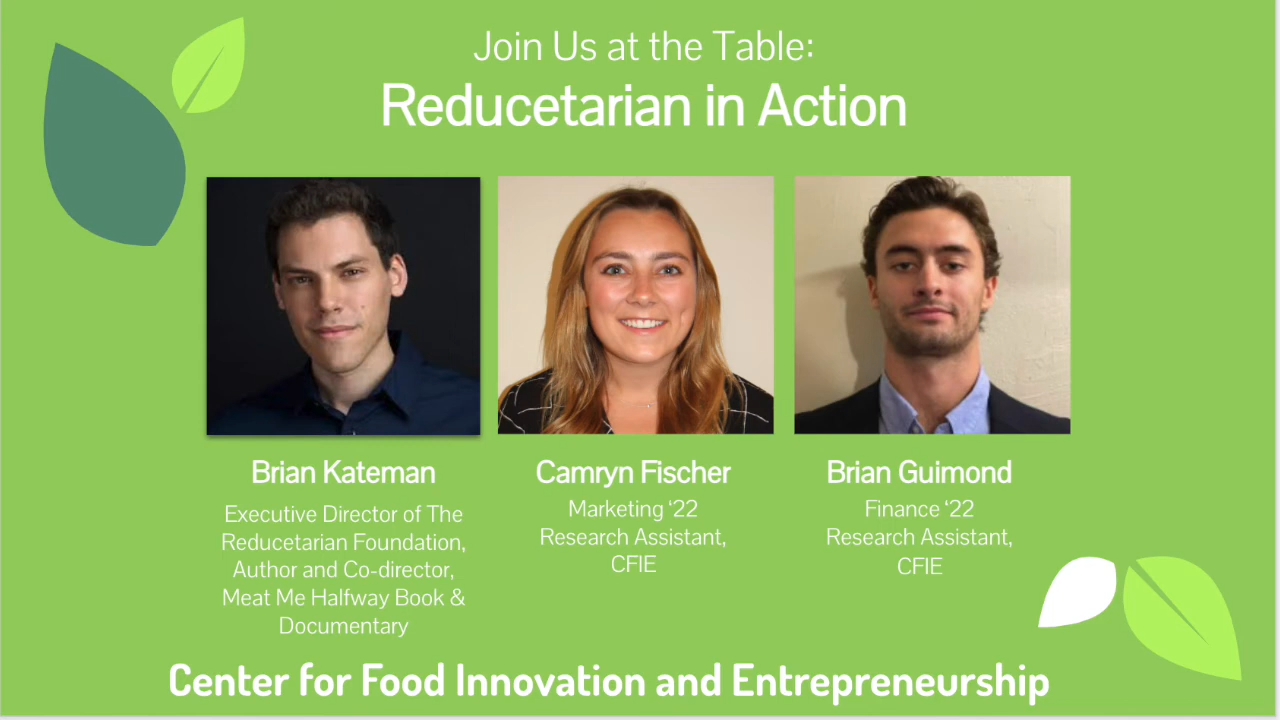 Join Us at the Table:
Reducetarian in Action
Brian Kateman
Executive Director of The
Reducetarian Foundation,
Author and Co-director,
Meat Me Halfway Book &
Documentary
Camryn Fischer
Marketing ‘22
Research Assistant,
CFIE
Brian Guimond
Finance ‘22
Research Assistant,
CFIE
Center for Food Innovation and Entrepreneurship